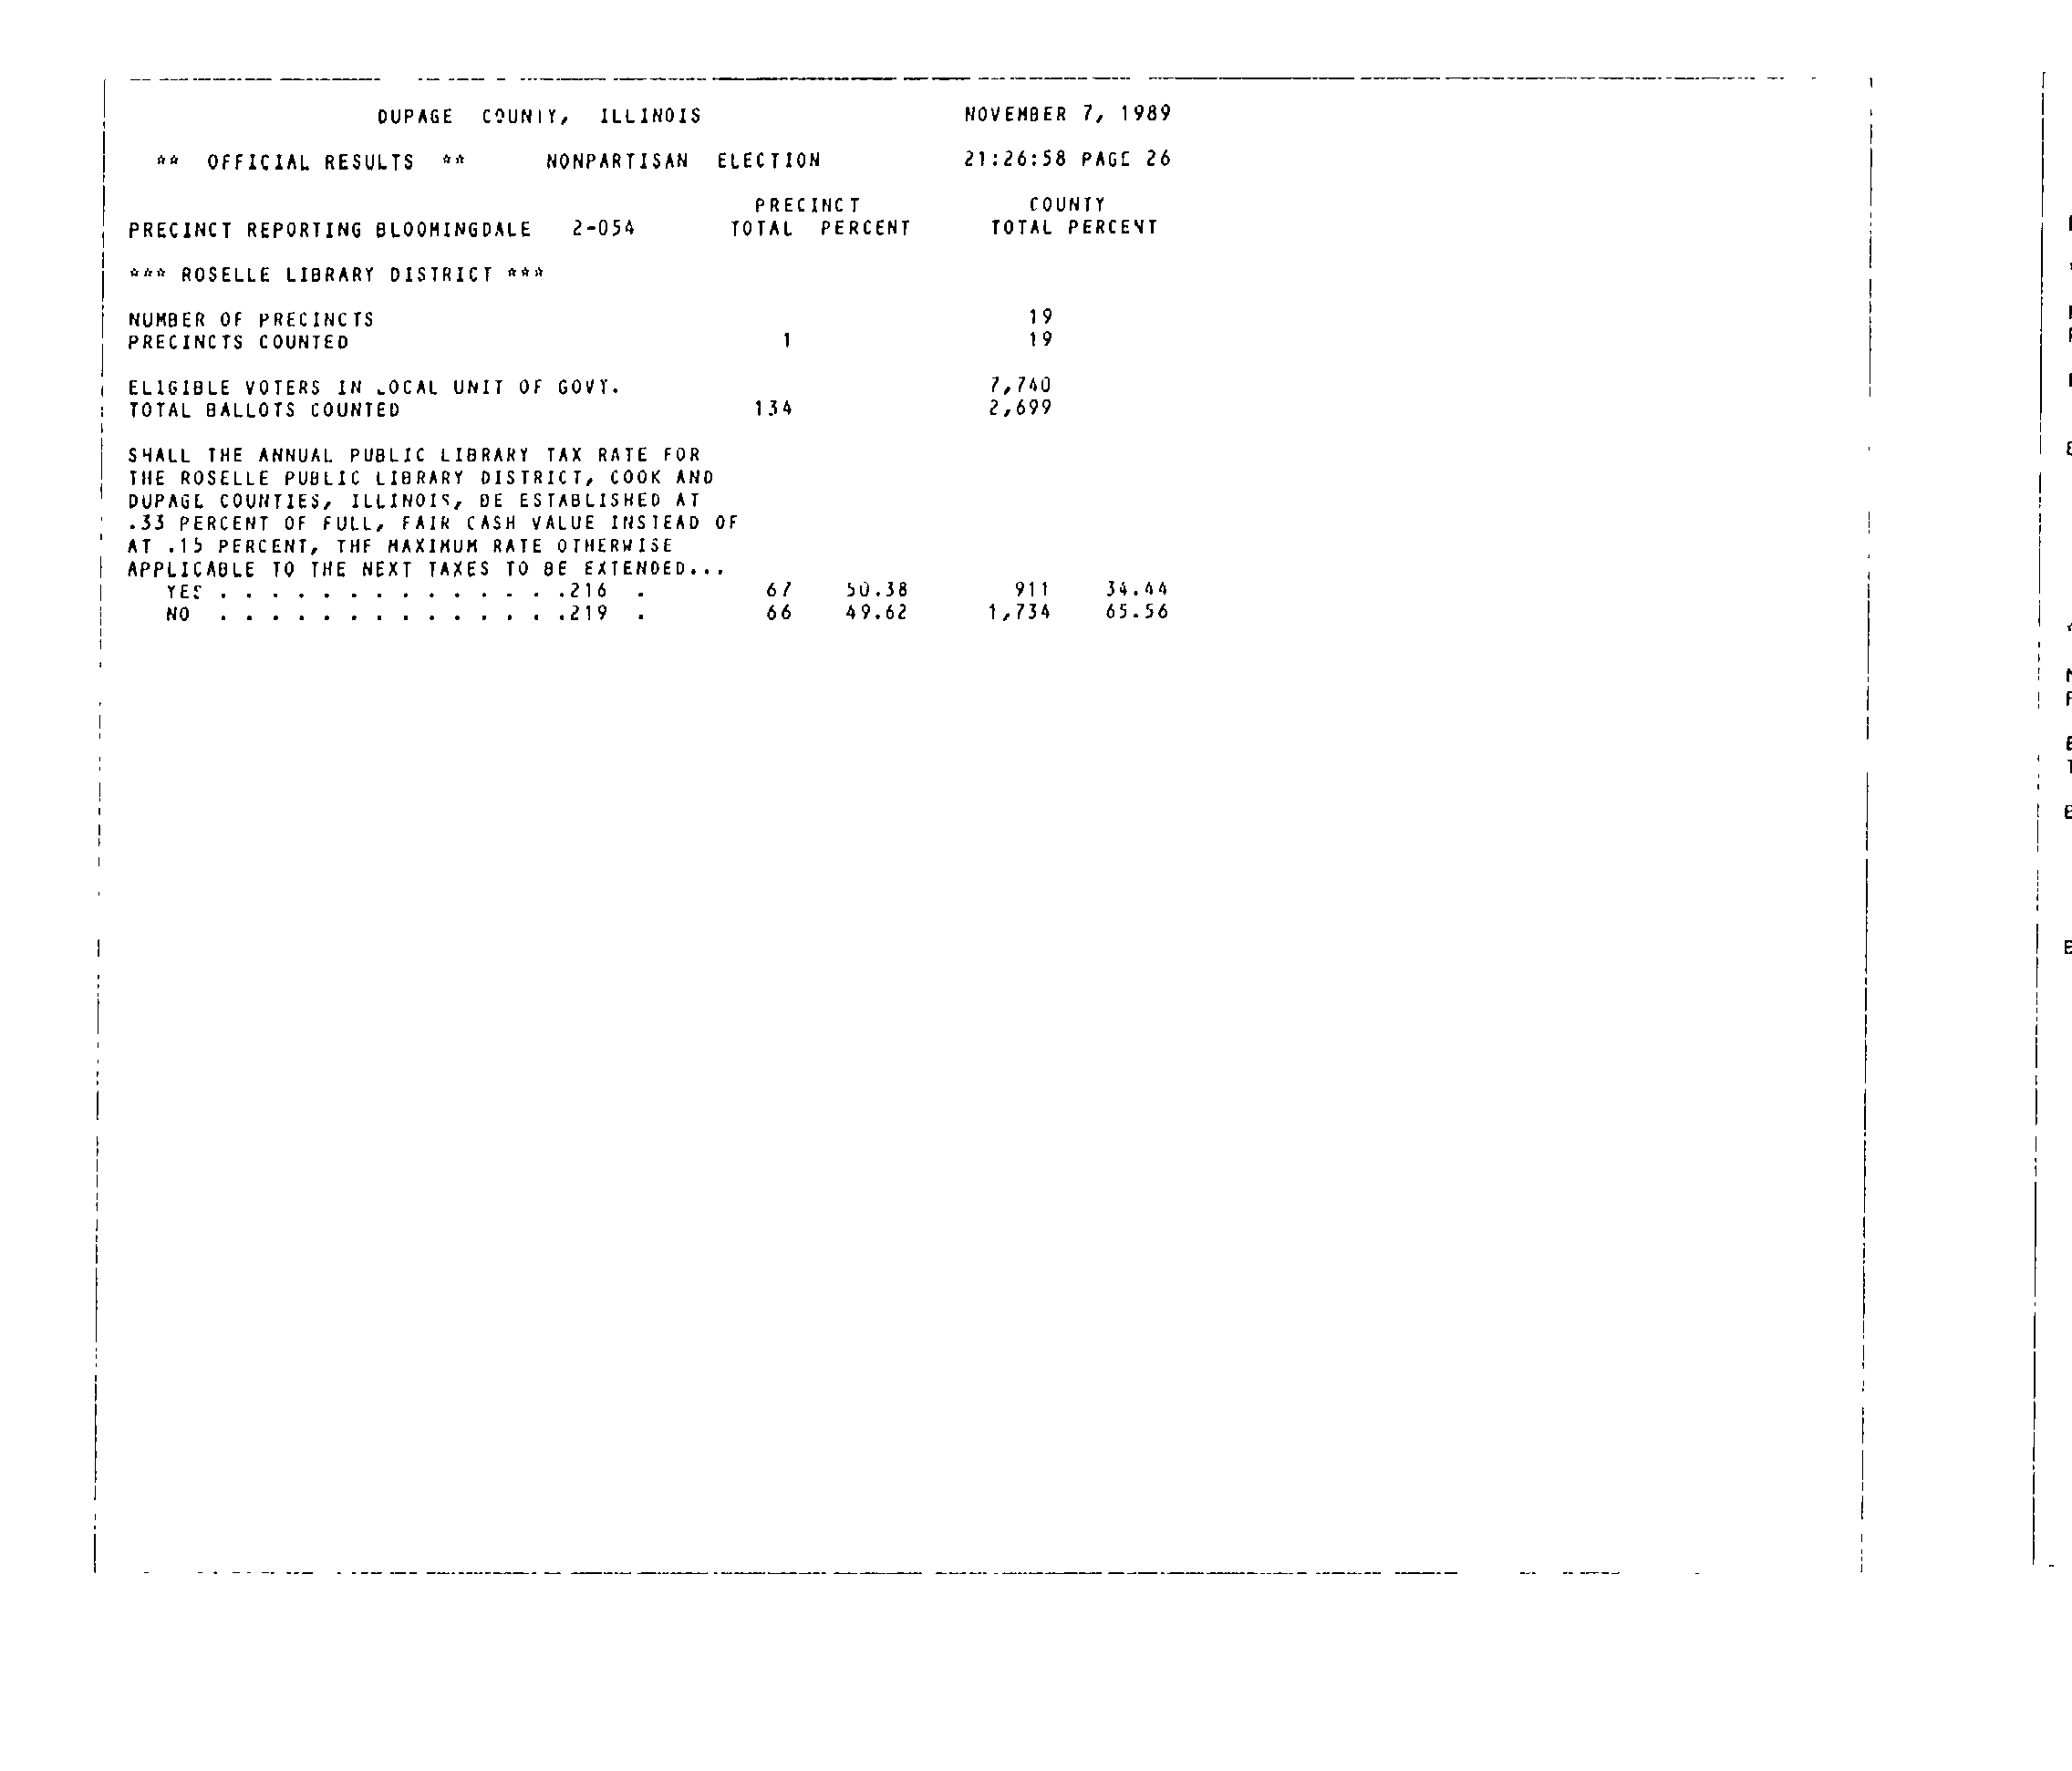 DUPAGE COUNTY, ILLINOIS NOVEMBER 7, 1989
** OFFICIAL RESULTS ** NONPARTISAN ELECTION 21:26:58 PAGE 26
PRECINCT COUNTY
PRECINCT REPORTING BLOOMINGDALE 2-054 TOTAL PERCENT TOTAL PERCENT
*** ROSELLE LIBRARY DISTRICT ***
NUMBER OF PRECINCTS 19
PRECINCTS COUNTED 1 19
ELIGIBLE VOTERS IN LOCAL UNIT OF GOVT. 7,740
TOTAL BALLOTS COUNTED 134 2,699
SHALL THE ANNUAL PUBLIC LIBRARY TAX RATE FOR
THE ROSELLE PUBLIC LIBRARY DISTRICT, COOK AND
DUPAGE COUNTIES, ILLINOIS, BE ESTABLISHED AT
.33 PERCENT OF FULL, FAIR CASH VALUE INSTEAD OF
AT .15 PERCENT, THE MAXIMUM RATE OTHERWISE
APPLICABLE TO THE NEXT TAXES TO BE EXTENDED...
YES . . . . . . . . . . . . . .216 . 67 50.38 911 34.44
NO . . . . . . . . . . . . . .219 . 66 49.62 1,734 65.56